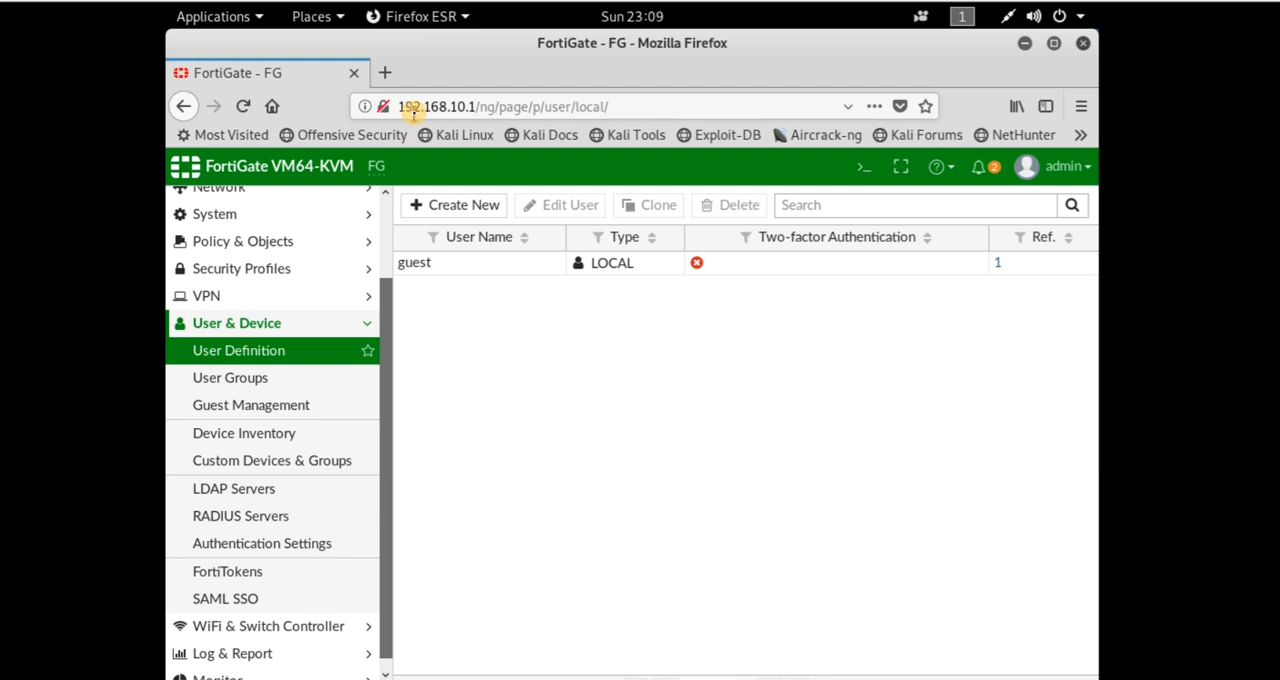 Applications Places Firefox ESR Sun 23:09 1
FortiGate - FG - Mozilla Firefox
FortiGate - FG
192.168.10.1/ng/page/p/user/local/
Most Visited Offensive Security Kali Linux Kali Docs Kali Tools Exploit-DB Aircrack-ng Kali Forums NetHunter
FortiGate VM64-KVM FG >_ 2 admin
Network
System
Policy & Objects
Security Profiles
VPN
User & Device
User Definition
User Groups
Guest Management
Device Inventory
Custom Devices & Groups
LDAP Servers
RADIUS Servers
Authentication Settings
FortiTokens
SAML SSO
WiFi & Switch Controller
Log & Report
Monitor
Create New Edit User Clone Delete Search
User Name Type Two-factor Authentication Ref.
guest LOCAL 1